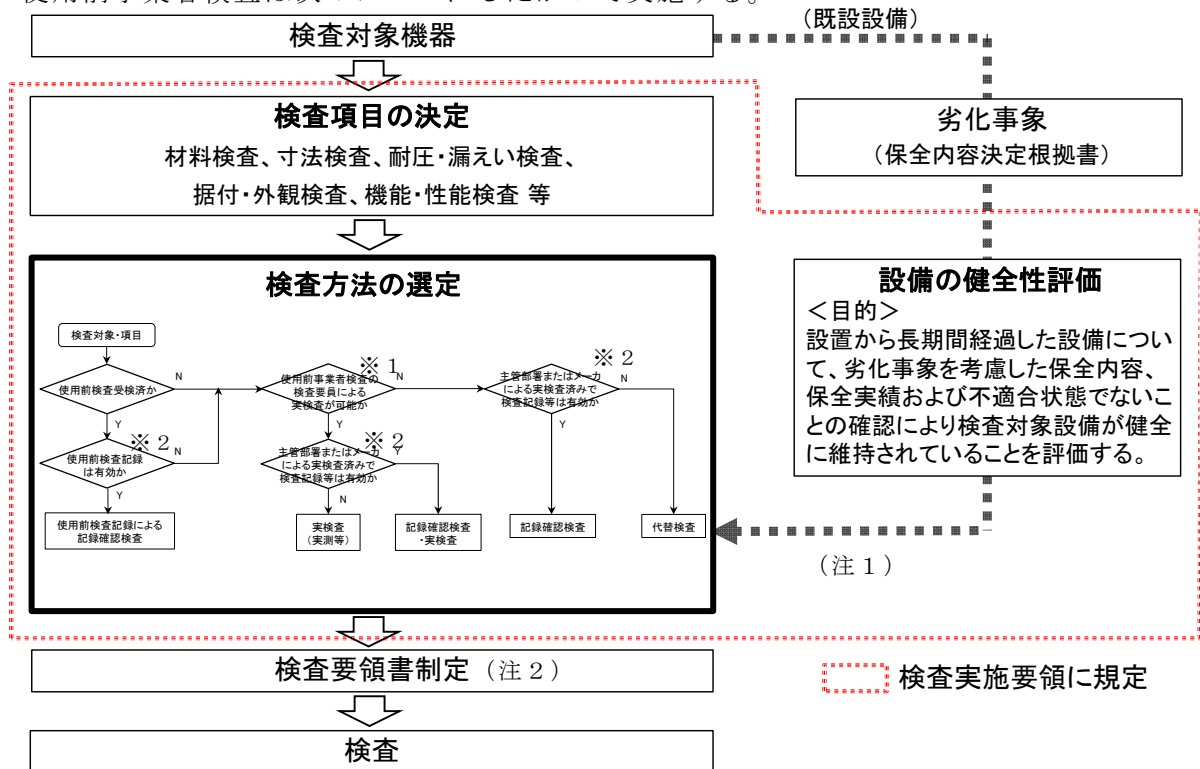 (既設設備)
検査対象機器
検査項目の決定
材料検査、寸法検査、耐圧・漏えい検査、
据付・外観検査、機能・性能検査 等
劣化事象
(保全内容決定根拠書)
検査方法の選定
検査対象・項目
使用前検査受検済か
N
Y
※2
使用前検査記録
は有効か
N
Y
使用前検査記録による
記録確認検査
※1
使用前事業者検査の
検査要員による
実検査が可能か
N
Y
※2
主管部署またはメーカ
による実検査済みで
検査記録等は有効か
Y
N
実検査
(実測等)
記録確認検査
・実検査
※2
主管部署またはメーカ
による実検査済みで
検査記録等は有効か
N
Y
記録確認検査
代替検査
設備の健全性評価
<目的>
設置から長期間経過した設備につい
て、劣化事象を考慮した保全内容、
保全実績および不適合状態でないこ
との確認により検査対象設備が健全
に維持されていることを評価する。
(注1)
検査要領書制定(注2)
検査実施要領に規定
検査